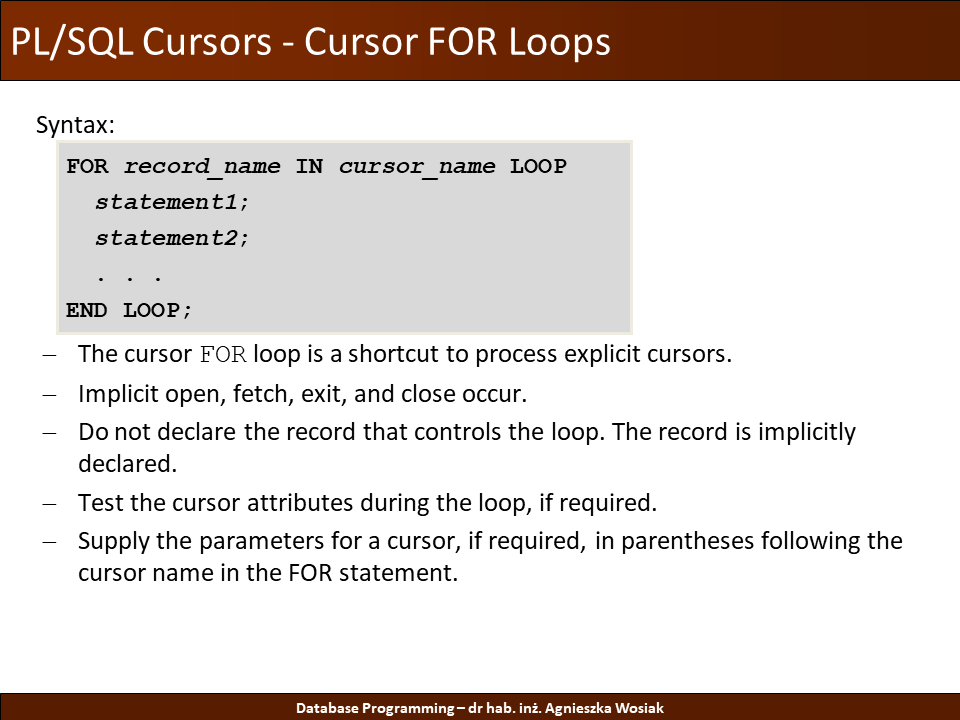 PL/SQL Cursors - Cursor FOR Loops
Syntax:
FOR record_name IN cursor_name LOOP
statement1;
statement2;
. . .
END LOOP;
– The cursor FOR loop is a shortcut to process explicit cursors.
– Implicit open, fetch, exit, and close occur.
– Do not declare the record that controls the loop. The record is implicitly
declared.
– Test the cursor attributes during the loop, if required.
– Supply the parameters for a cursor, if required, in parentheses following the
cursor name in the FOR statement.
Database Programming – dr hab. inż. Agnieszka Wosiak